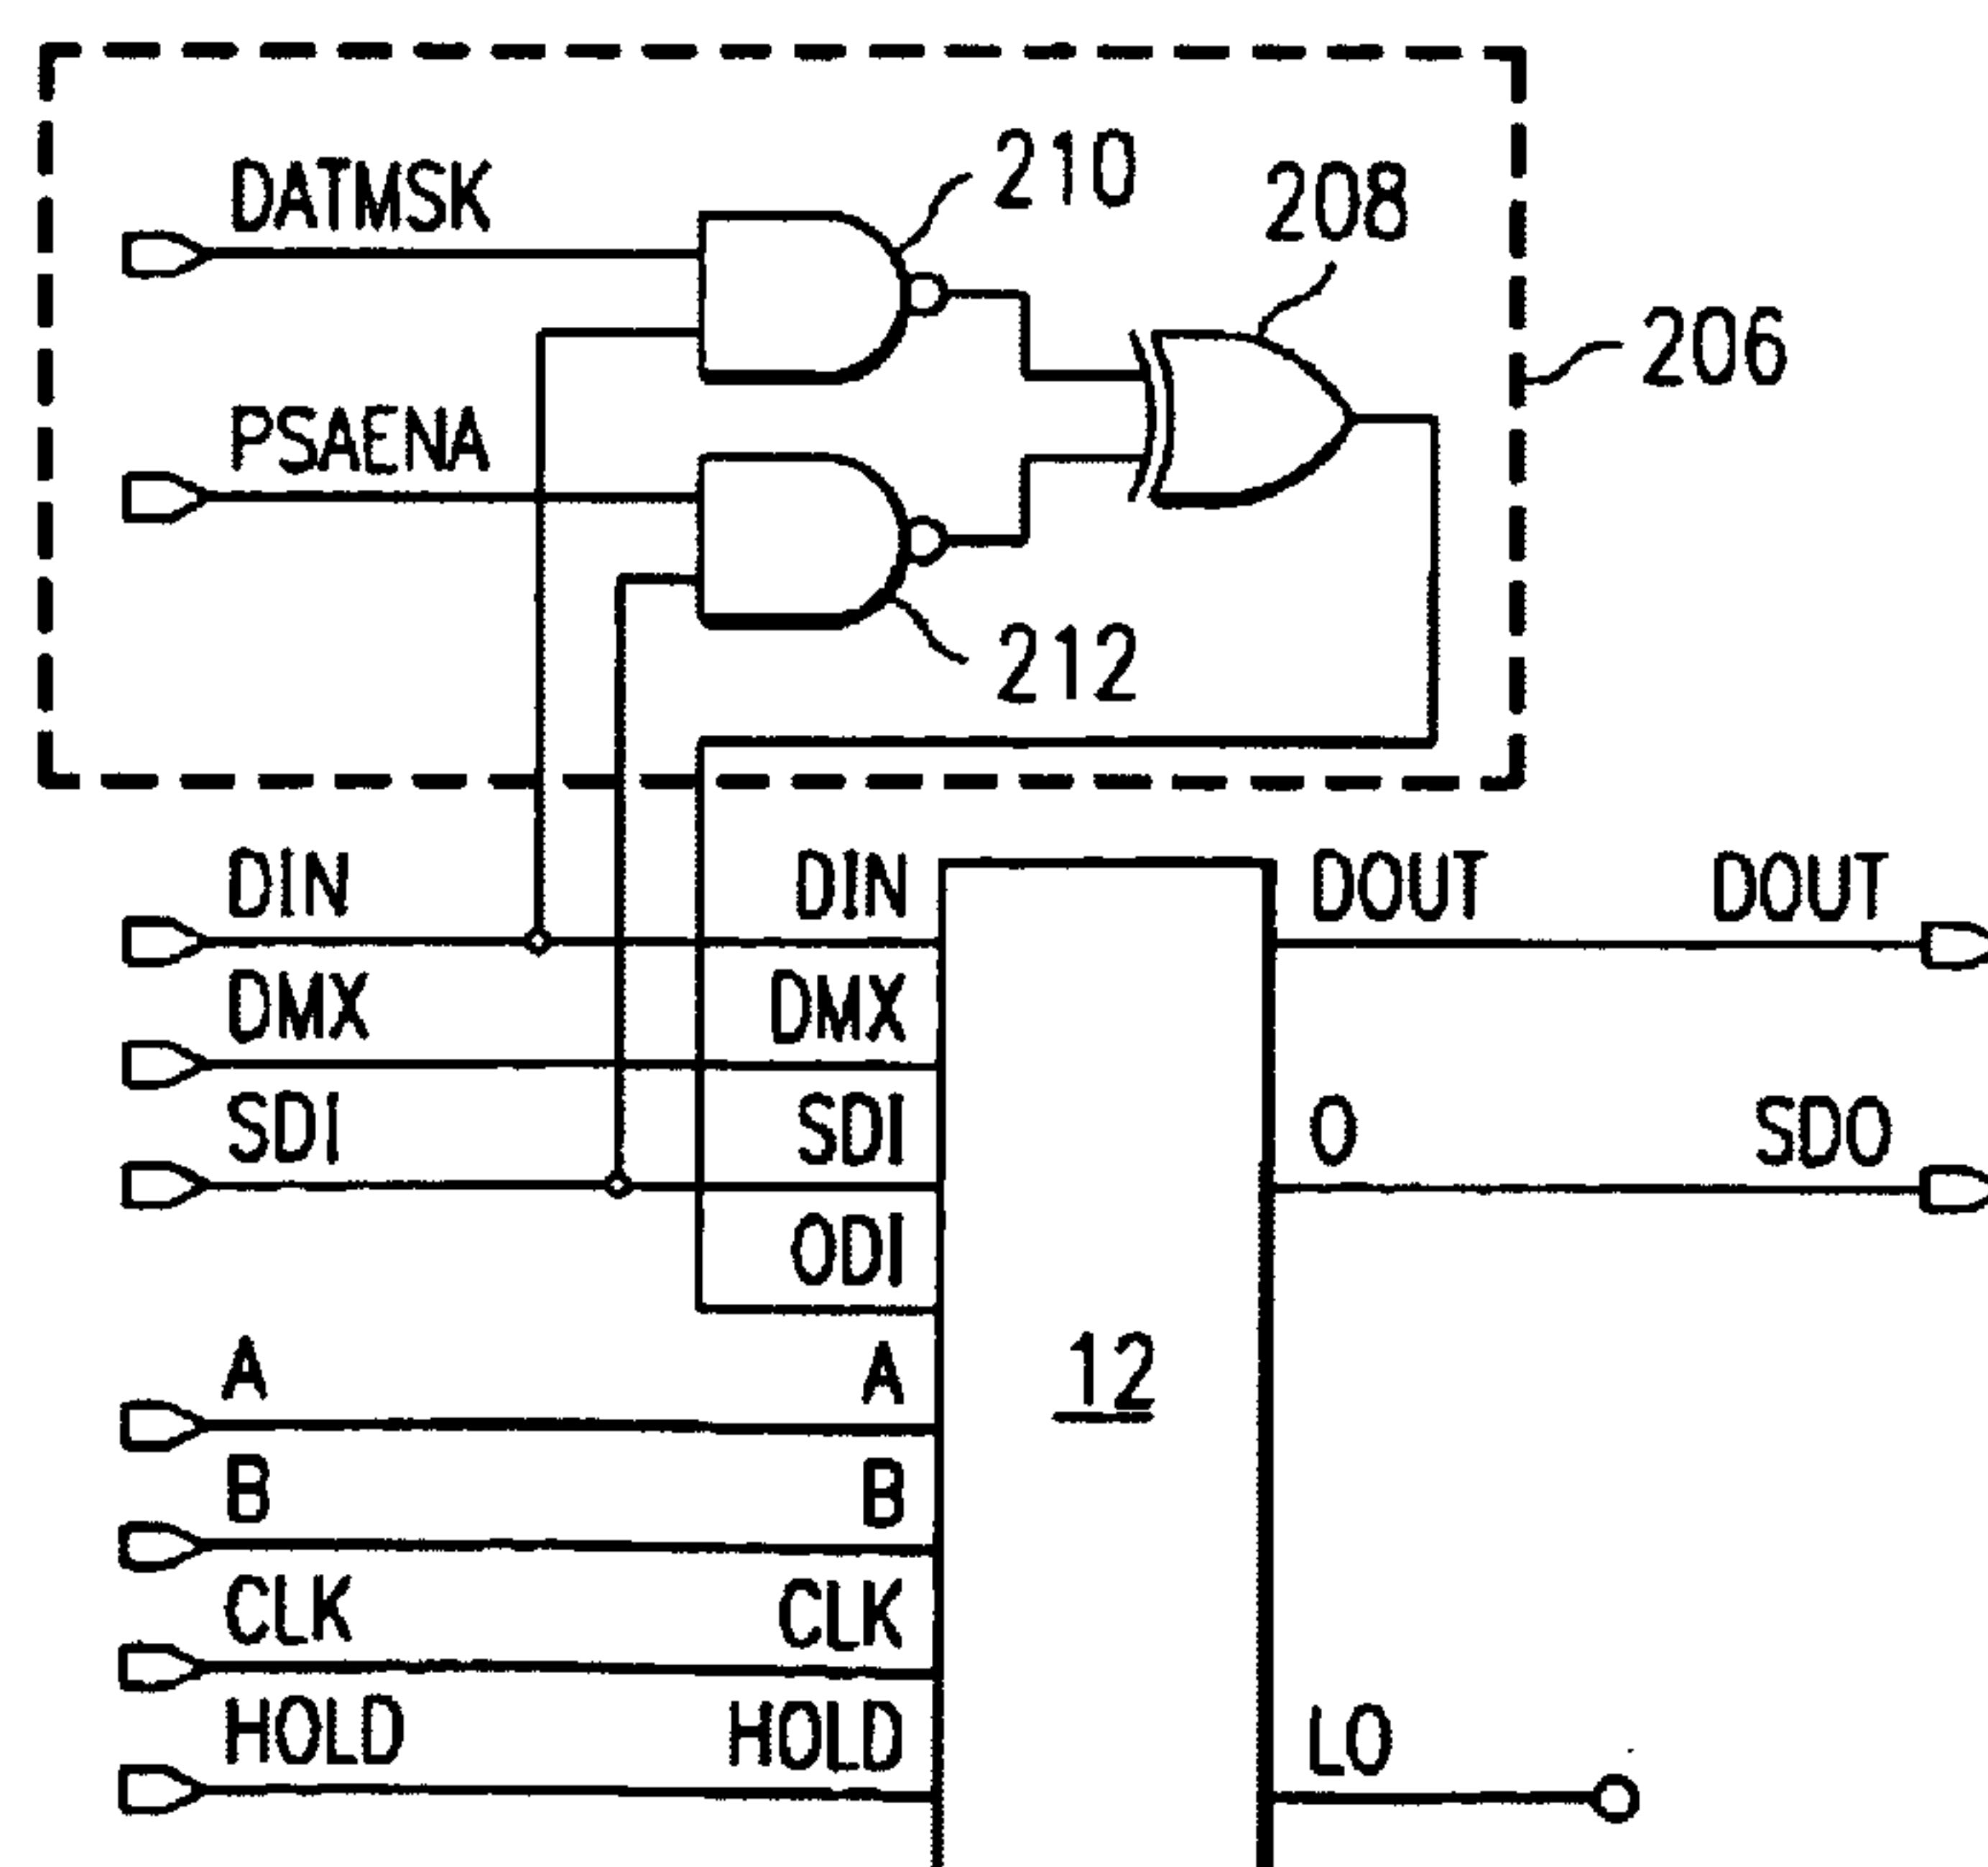 210
208
DATMSK
206
PSAENA
212
DIN DIN DOUT DOUT
DMX DMX
SDI SDI O SDO
ODI
A A 12
B B
CLK CLK
HOLD HOLD LO